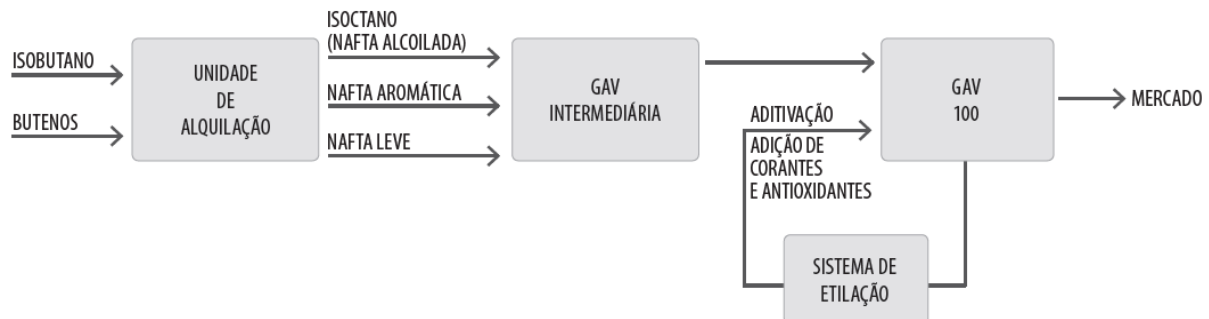 ISOBUTANO
BUTENOS
UNIDADE
DE
ALQUILAÇÃO
ISOCTANO
(NAFTA ALCOILADA)
NAFTA AROMÁTICA
NAFTA LEVE
GAV
INTERMEDIÁRIA
ADITIVAÇÃO
ADIÇÃO DE
CORANTES
E ANTIOXIDANTES
GAV
100
MERCADO
SISTEMA DE
ETILAÇÃO